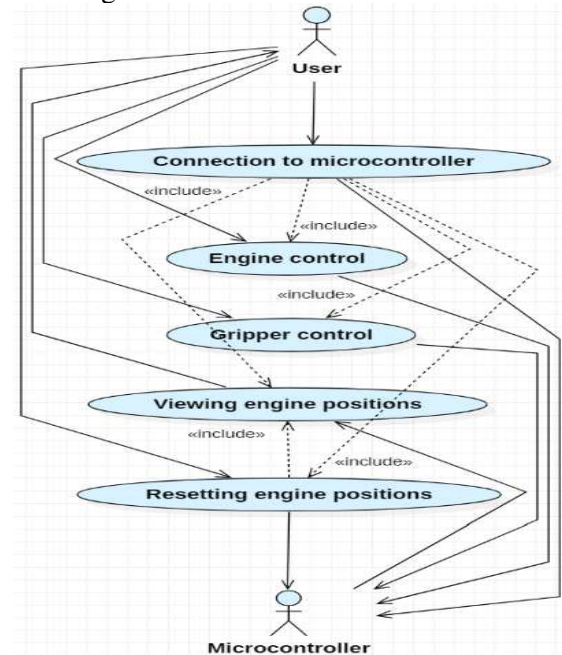 User
Connection to microcontroller
«include»
«include»
Engine control
«include»
Gripper control
Viewing engine positions
«include»
«include»
Resetting engine positions
Microcontroller